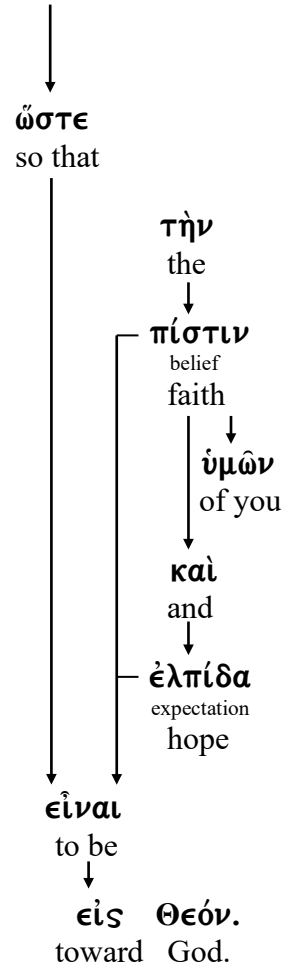 ὥστε
so that
τὴν
the
πίστιν
belief
faith
ὑμῶν
of you
καὶ
and
ἐλπίδα
expectation
hope
εἶναι
to be
εἰς Θεόν.
toward God.